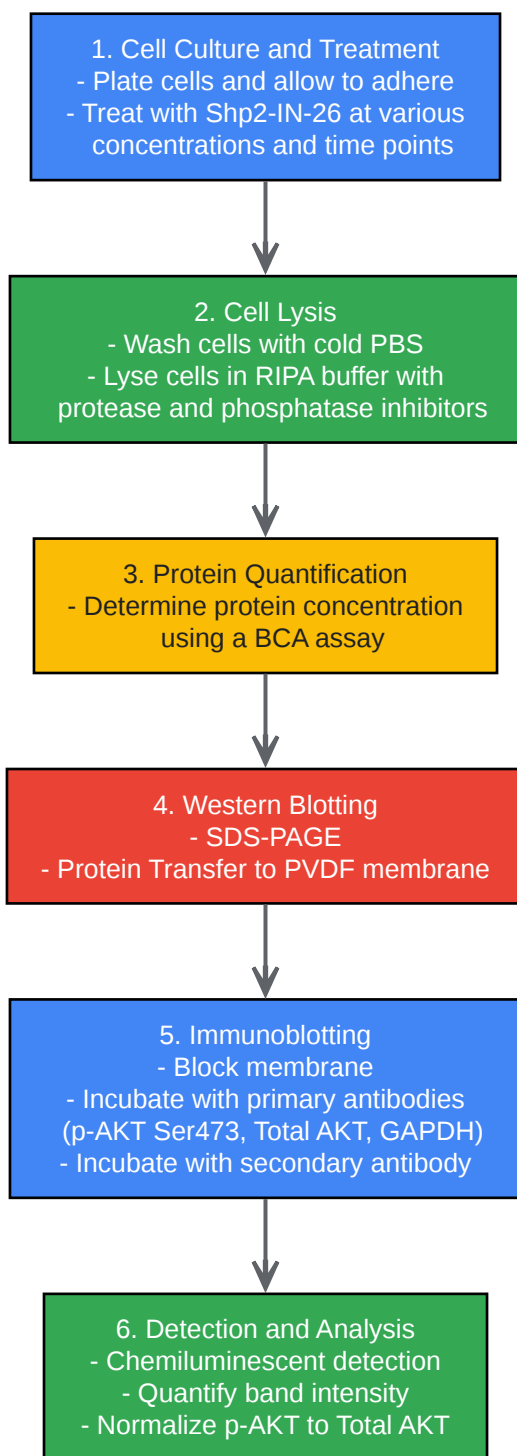 1. Cell Culture and Treatment
- Plate cells and allow to adhere
- Treat with Shp2-IN-26 at various
concentrations and time points
2. Cell Lysis
- Wash cells with cold PBS
- Lyse cells in RIPA buffer with
protease and phosphatase inhibitors
3. Protein Quantification
- Determine protein concentration
using a BCA assay
4. Western Blotting
- SDS-PAGE
- Protein Transfer to PVDF membrane
5. Immunoblotting
- Block membrane
- Incubate with primary antibodies
(p-AKT Ser473, Total AKT, GAPDH)
- Incubate with secondary antibody
6. Detection and Analysis
- Chemiluminescent detection
- Quantify band intensity
- Normalize p-AKT to Total AKT